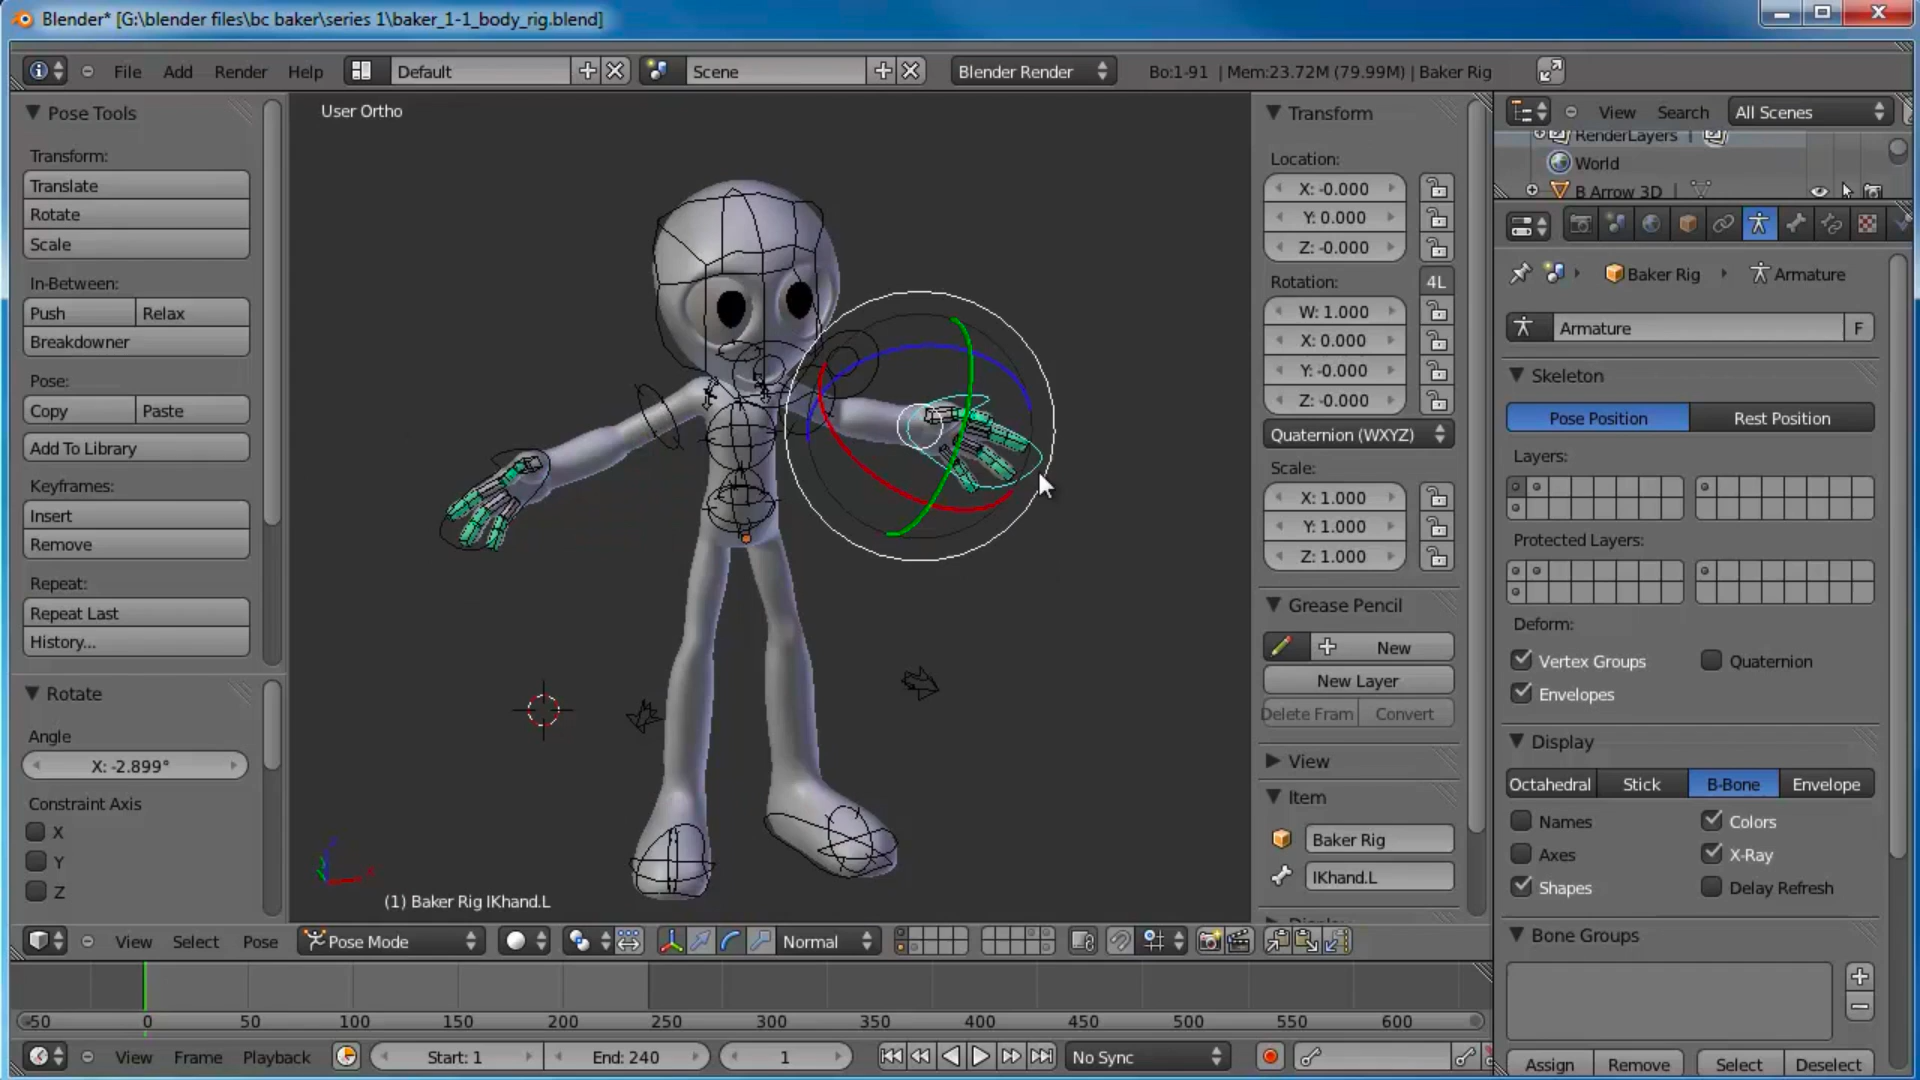 Blender* [G:\blender files\bc baker\series 1\baker_1-1_body_rig.blend]
File Add Render Help Default Scene Blender Render Bo:1-91 | Mem:23.72M (79.99M) | Baker Rig
Pose Tools
Transform:
Translate
Rotate
Scale
In-Between:
Push Relax
Breakdowner
Pose:
Copy Paste
Add To Library
Keyframes:
Insert
Remove
Repeat:
Repeat Last
History...
Rotate
Angle
X: -2.899°
Constraint Axis
X
Y
Z
User Ortho
(1) Baker Rig IKhand.L
Transform
Location:
X: -0.000
Y: 0.000
Z: -0.000
Rotation: 4L
W: 1.000
X: 0.000
Y: -0.000
Z: -0.000
Quaternion (WXYZ)
Scale:
X: 1.000
Y: 1.000
Z: 1.000
Grease Pencil
New
New Layer
Delete Fram Convert
View
Item
Baker Rig
IKhand.L
View Search All Scenes
RenderLayers
World
B Arrow 3D
Baker Rig Armature
Armature F
Skeleton
Pose Position Rest Position
Layers:
Protected Layers:
Deform:
Vertex Groups Quaternion
Envelopes
Display
Octahedral Stick B-Bone Envelope
Names Colors
Axes X-Ray
Shapes Delay Refresh
Bone Groups
Assign Remove Select Deselect
View Select Pose Pose Mode Normal
-50 0 50 100 150 200 250 300 350 400 450 500 550 600
View Frame Playback Start: 1 End: 240 1 No Sync